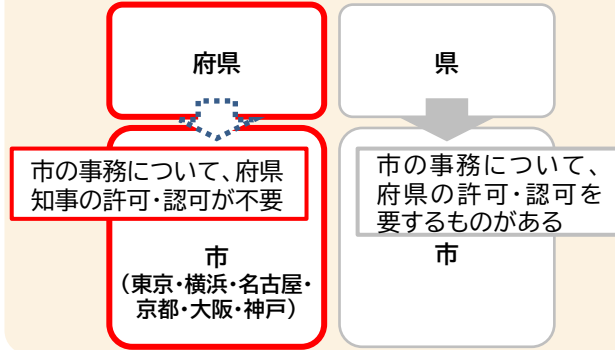 府県
県
市の事務について、府県
知事の許可・認可が不要
市の事務について、
府県の許可・認可を
要するものがある
市
(東京・横浜・名古屋・
京都・大阪・神戸)
市